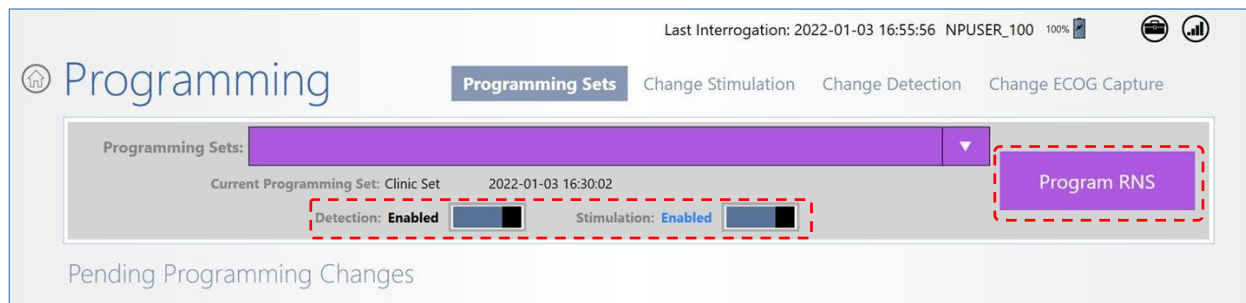 Last Interrogation: 2022-01-03 16:55:56 NPUSER_100 100%
Programming
Programming Sets Change Stimulation Change Detection Change ECOG Capture
Programming Sets:
Program RNS
Current Programming Set: Clinic Set 2022-01-03 16:30:02
Detection: Enabled Stimulation: Enabled
Pending Programming Changes